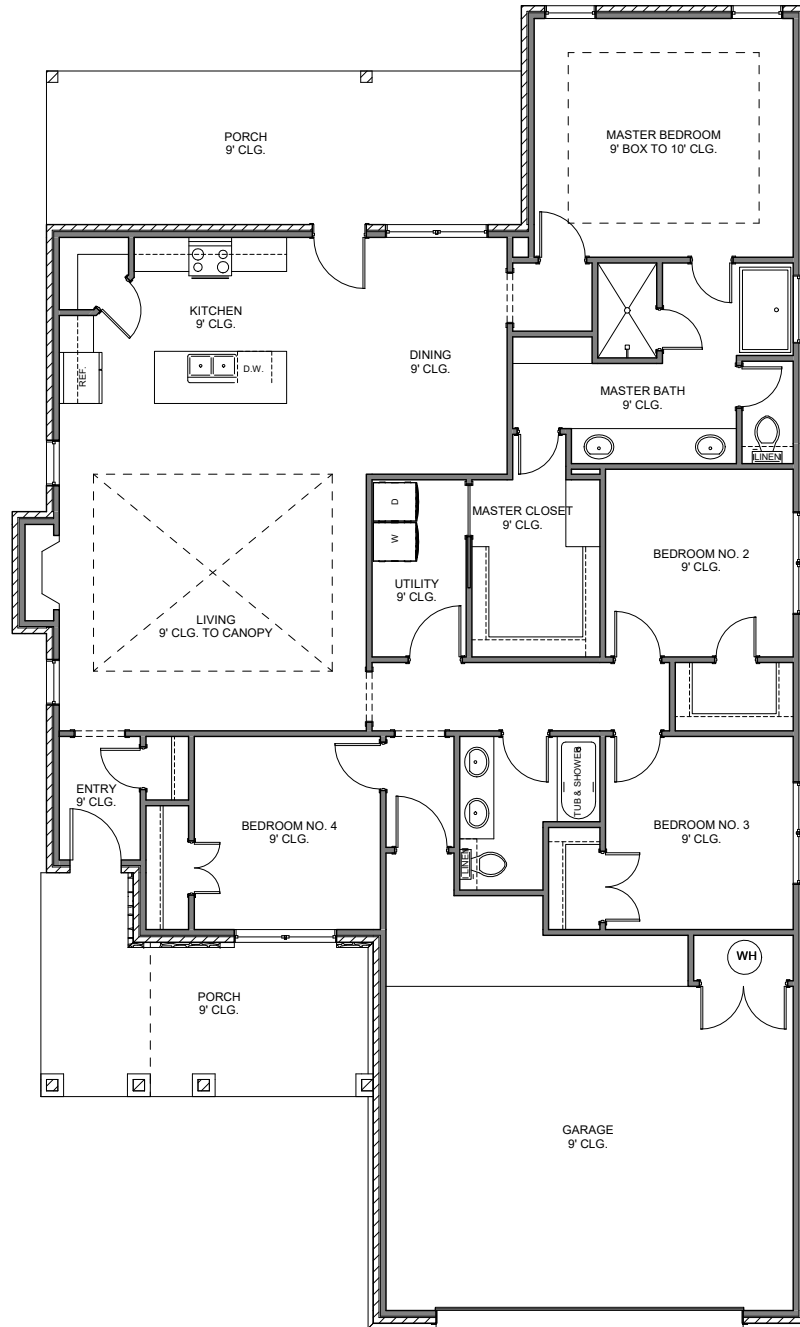 PORCH
9' CLG.
MASTER BEDROOM
9' BOX TO 10' CLG.
KITCHEN
9' CLG.
DINING
9' CLG.
REF.
D.W.
MASTER BATH
9' CLG.
LINEN
D
W
MASTER CLOSET
9' CLG.
BEDROOM NO. 2
9' CLG.
UTILITY
9' CLG.
LIVING
9' CLG. TO CANOPY
ENTRY
9' CLG.
BEDROOM NO. 4
9' CLG.
TUB & SHOWER
LINEN
BEDROOM NO. 3
9' CLG.
WH
PORCH
9' CLG.
GARAGE
9' CLG.